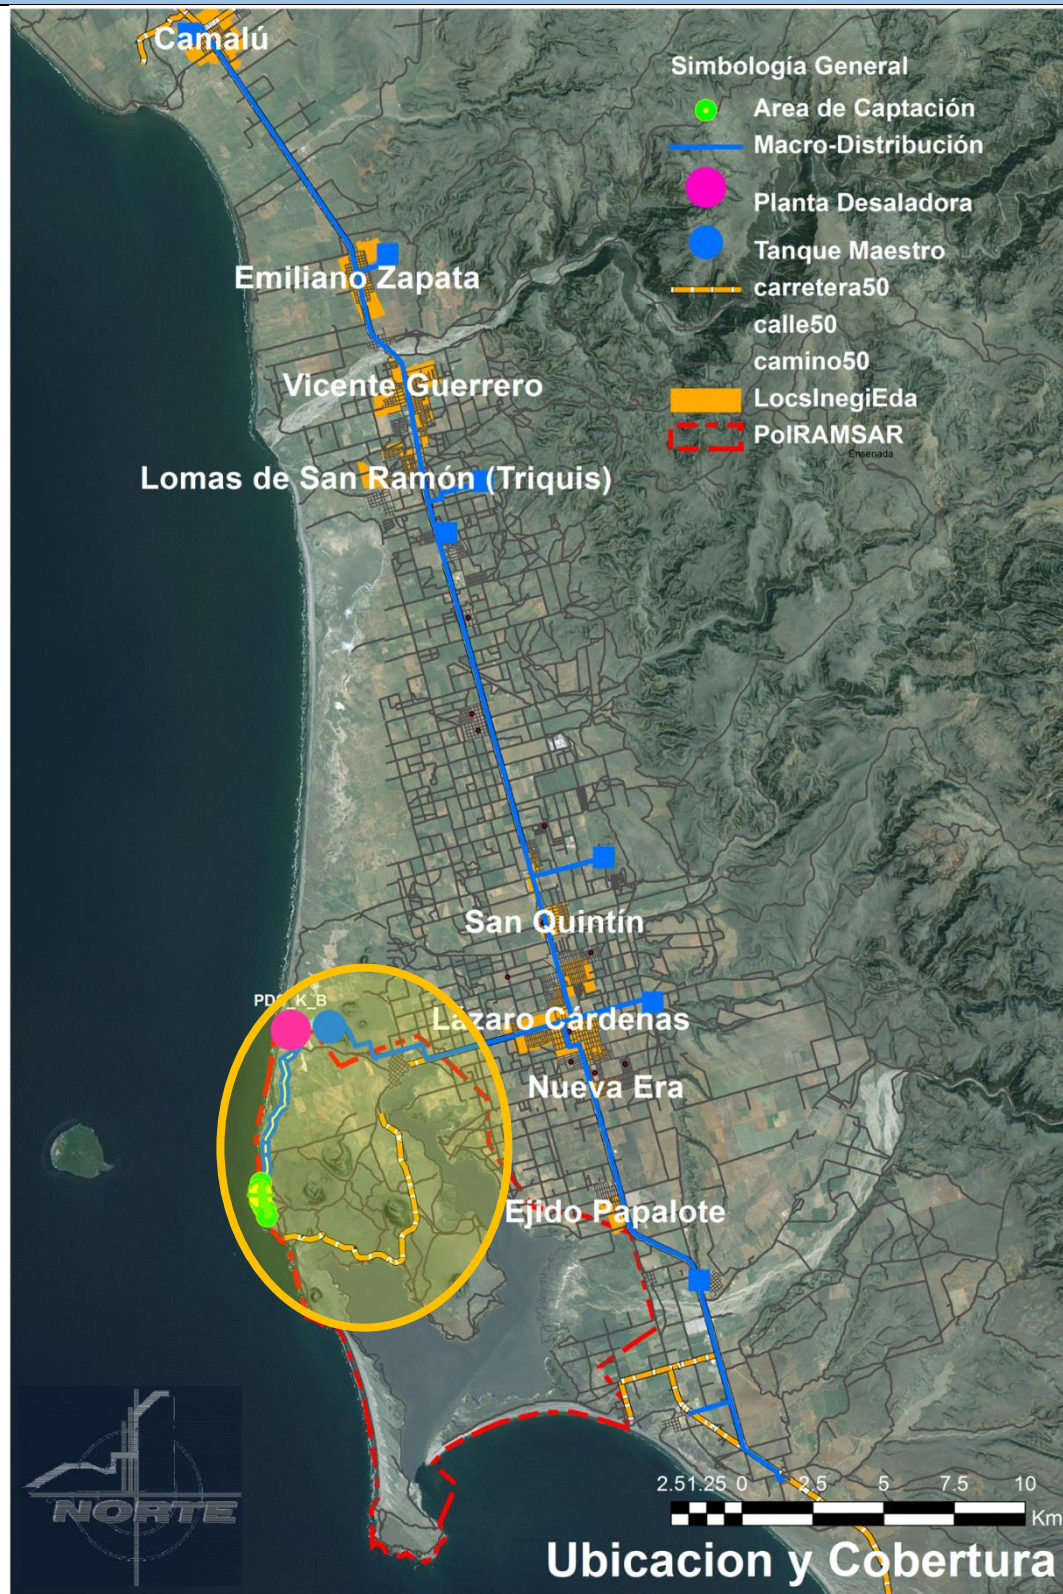 Camalú
Simbología General
Area de Captación
Macro-Distribución
Planta Desaladora
Tanque Maestro
carretera50
calle50
camino50
LocsInegiEda
PolRAMSAR
Ensenada
Emiliano Zapata
Vicente Guerrero
Lomas de San Ramón (Triquis)
San Quintín
Lázaro Cárdenas
Nueva Era
Ejido Papalote
2.51.25 0 2.5 5 7.5 10
Km
NORTE
Ubicacion y Cobertura